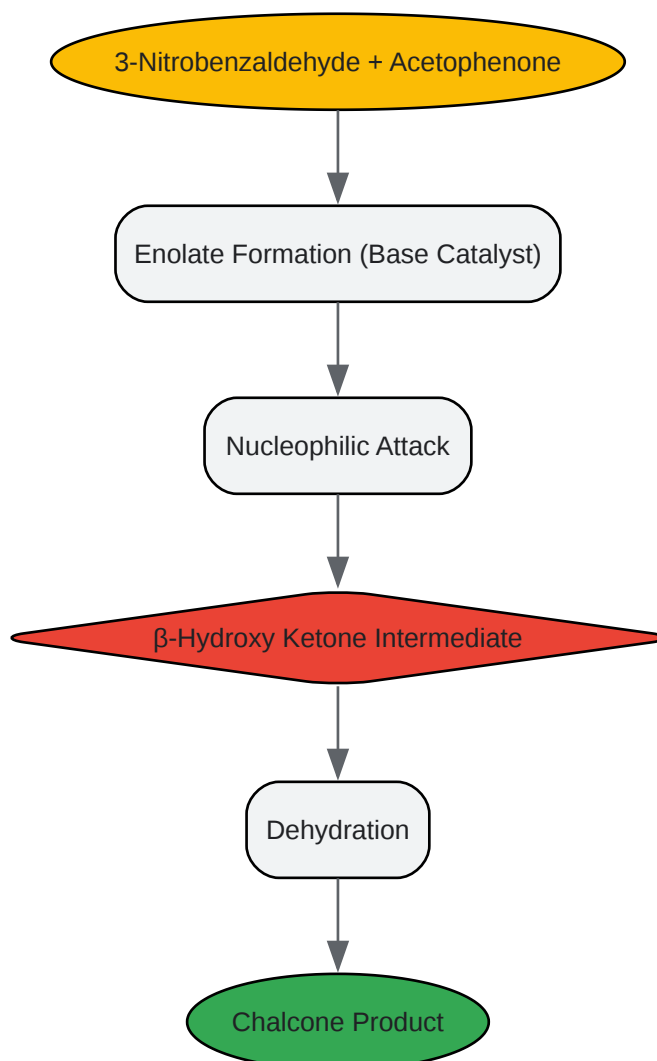 3-Nitrobenzaldehyde + Acetophenone
Enolate Formation (Base Catalyst)
Nucleophilic Attack
β-Hydroxy Ketone Intermediate
Dehydration
Chalcone Product